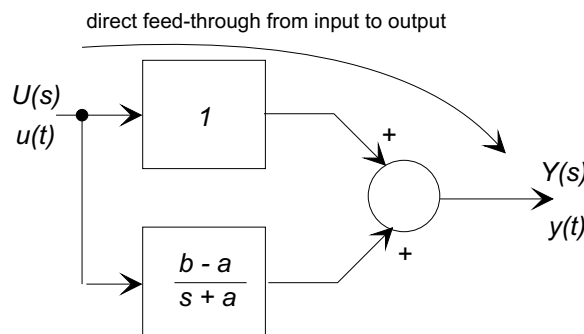 direct feed-through from input to output
U(s)
u(t)
1
+
Y(s)
y(t)
+
b - a
s + a